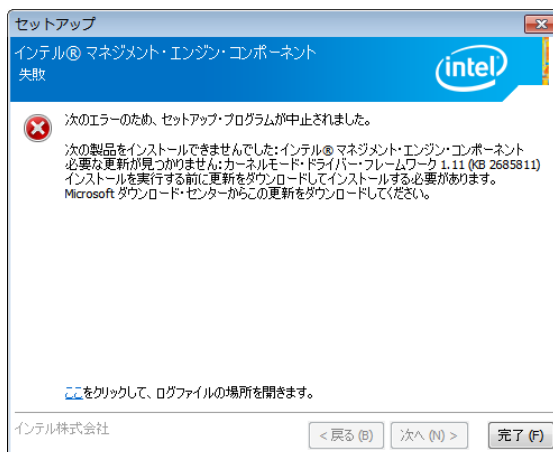 セットアップ
インテル® マネジメント・エンジン・コンポーネント
失敗
intel
次のエラーのため、セットアップ・プログラムが中止されました。
次の製品をインストールできませんでした：インテル® マネジメント・エンジン・コンポーネント
必要な更新が見つかりません：カーネルモード・ドライバー・フレームワーク 1.11 (KB 2685811)
インストールを実行する前に更新をダウンロードしてインストールする必要があります。
Microsoft ダウンロード・センターからこの更新をダウンロードしてください。
ここをクリックして、ログファイルの場所を開きます。
インテル株式会社
< 戻る (B) 次へ (N) > 完了 (F)